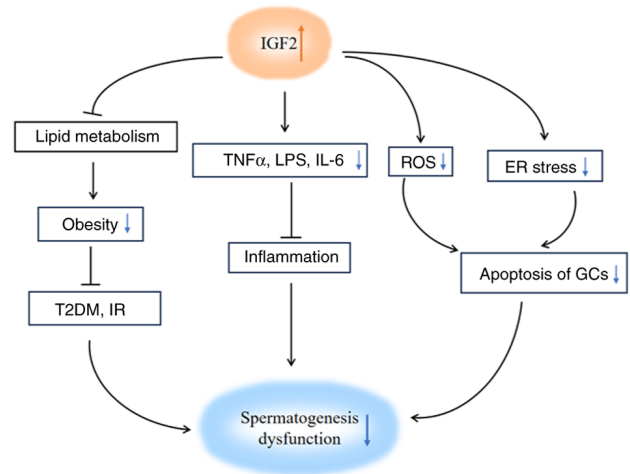 IGF2
Lipid metabolism
TNFα, LPS, IL-6
ROS
ER stress
Obesity
Inflammation
Apoptosis of GCs
T2DM, IR
Spermatogenesis
dysfunction